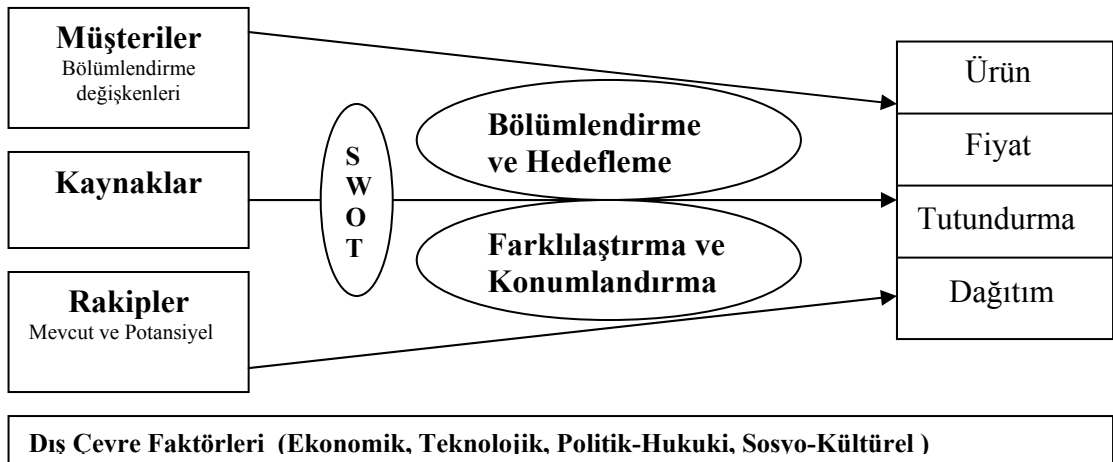 Müşteriler
Bölümlendirme
değişkenleri
Kaynaklar
Rakipler
Mevcut ve Potansiyel
S
W
O
T
Bölümlendirme
ve Hedefleme
Farklılaştırma ve
Konumlandırma
Ürün
Fiyat
Tutundurma
Dağıtım
Dış Çevre Faktörleri (Ekonomik, Teknolojik, Politik-Hukuki, Sosyo-Kültürel )